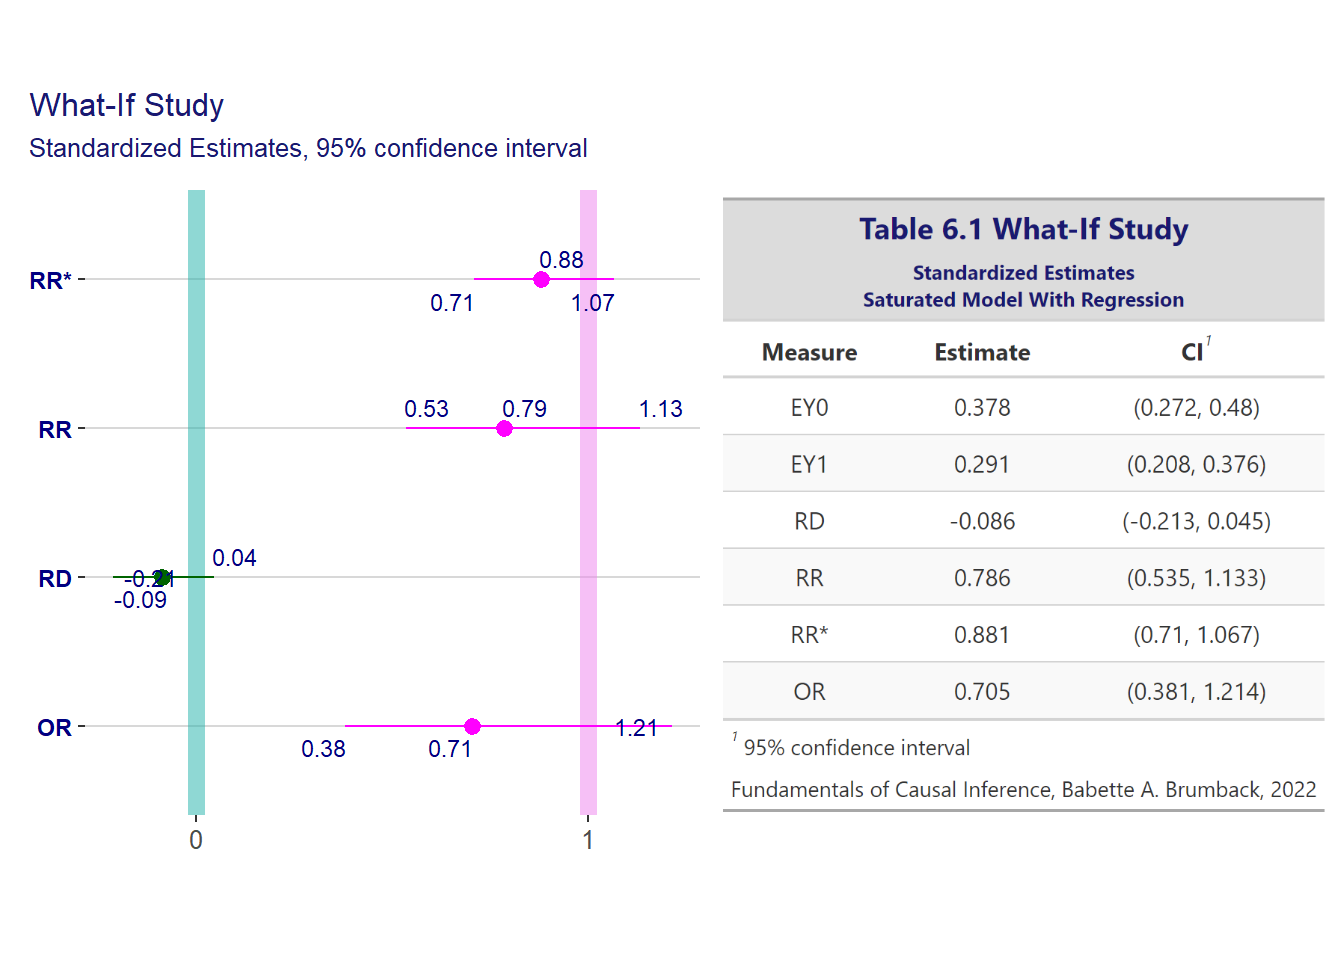 What-If Study
Standardized Estimates, 95% confidence interval
RR*
0.88
0.71
1.07
RR
0.53
0.79
1.13
RD
0.04
-0.21
-0.09
OR
1.21
0.38
0.71
0
1
Table 6.1 What-If Study
Standardized Estimates
Saturated Model With Regression
Measure Estimate CI1
EY0 0.378 (0.272, 0.48)
EY1 0.291 (0.208, 0.376)
RD -0.086 (-0.213, 0.045)
RR 0.786 (0.535, 1.133)
RR* 0.881 (0.71, 1.067)
OR 0.705 (0.381, 1.214)
1 95% confidence interval
Fundamentals of Causal Inference, Babette A. Brumback, 2022